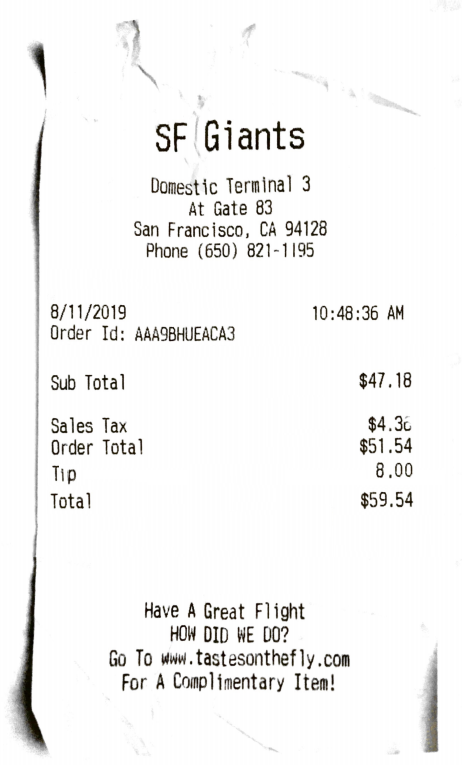 SF Giants
Domestic Terminal 3
At Gate 83
San Francisco, CA 94128
Phone (650) 821-1195
8/11/2019 10:48:36 AM
Order Id: AAA9BHUEACA3
Sub Total $47.18
Sales Tax $4.36
Order Total $51.54
Tip 8.00
Total $59.54
Have A Great Flight
HOW DID WE DO?
Go To www.tastesonthefly.com
For A Complimentary Item!